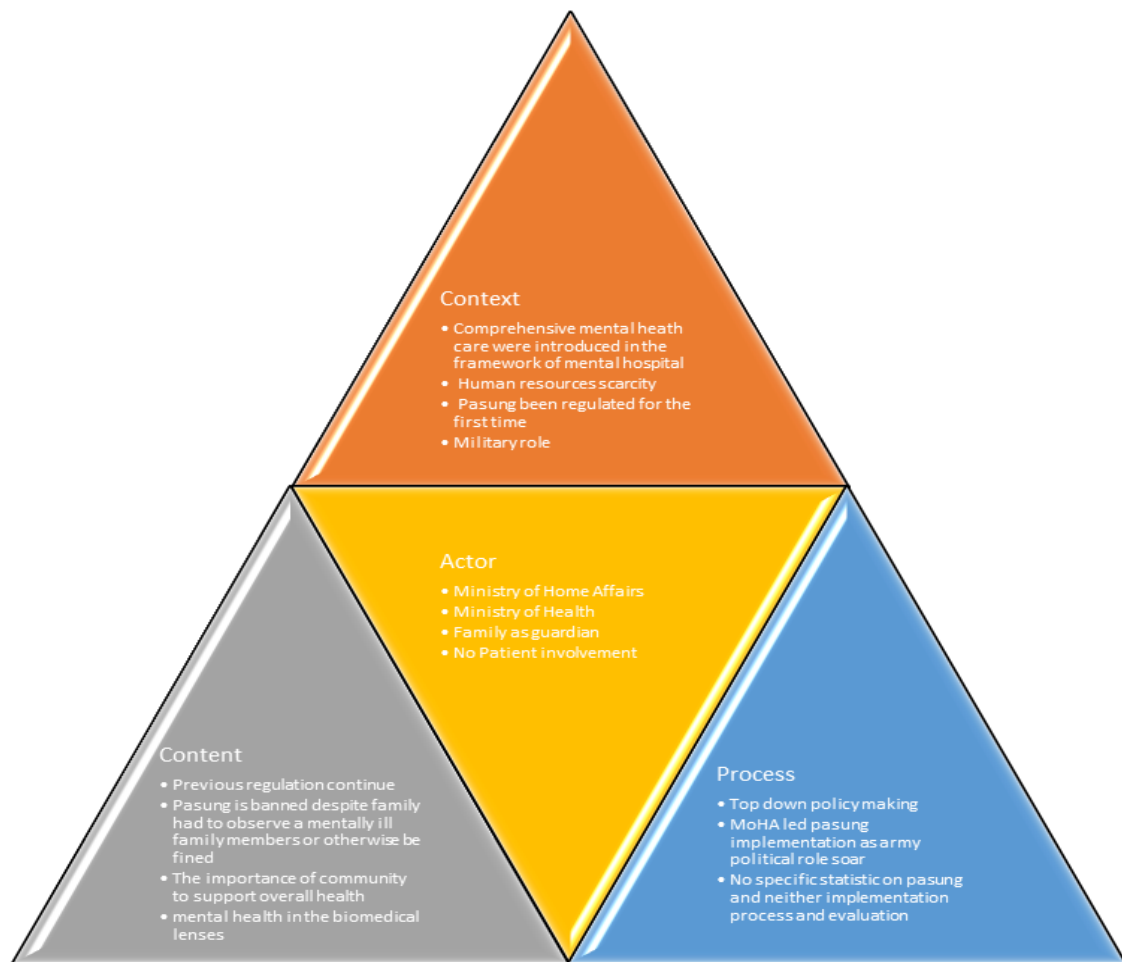 Context
• Comprehensive mental heath
care were introduced in the
framework of mental hospital
• Human resources scarcity
• Pasung been regulated for the
first time
• Military role
Actor
• Ministry of Home Affairs
• Ministry of Health
• Family as guardian
• No Patient involvement
Content
• Previous regulation continue
• Pasung is banned despite family
had to observe a mentally ill
family members or otherwise be
fined
• The importance of community
to support overall health
• mental health in the biomedical
lenses
Process
• Top down policy making
• MoHA led pasung
implementation as army
political role soar
• No specific statistic on pasung
and neither implementation
process and evaluation